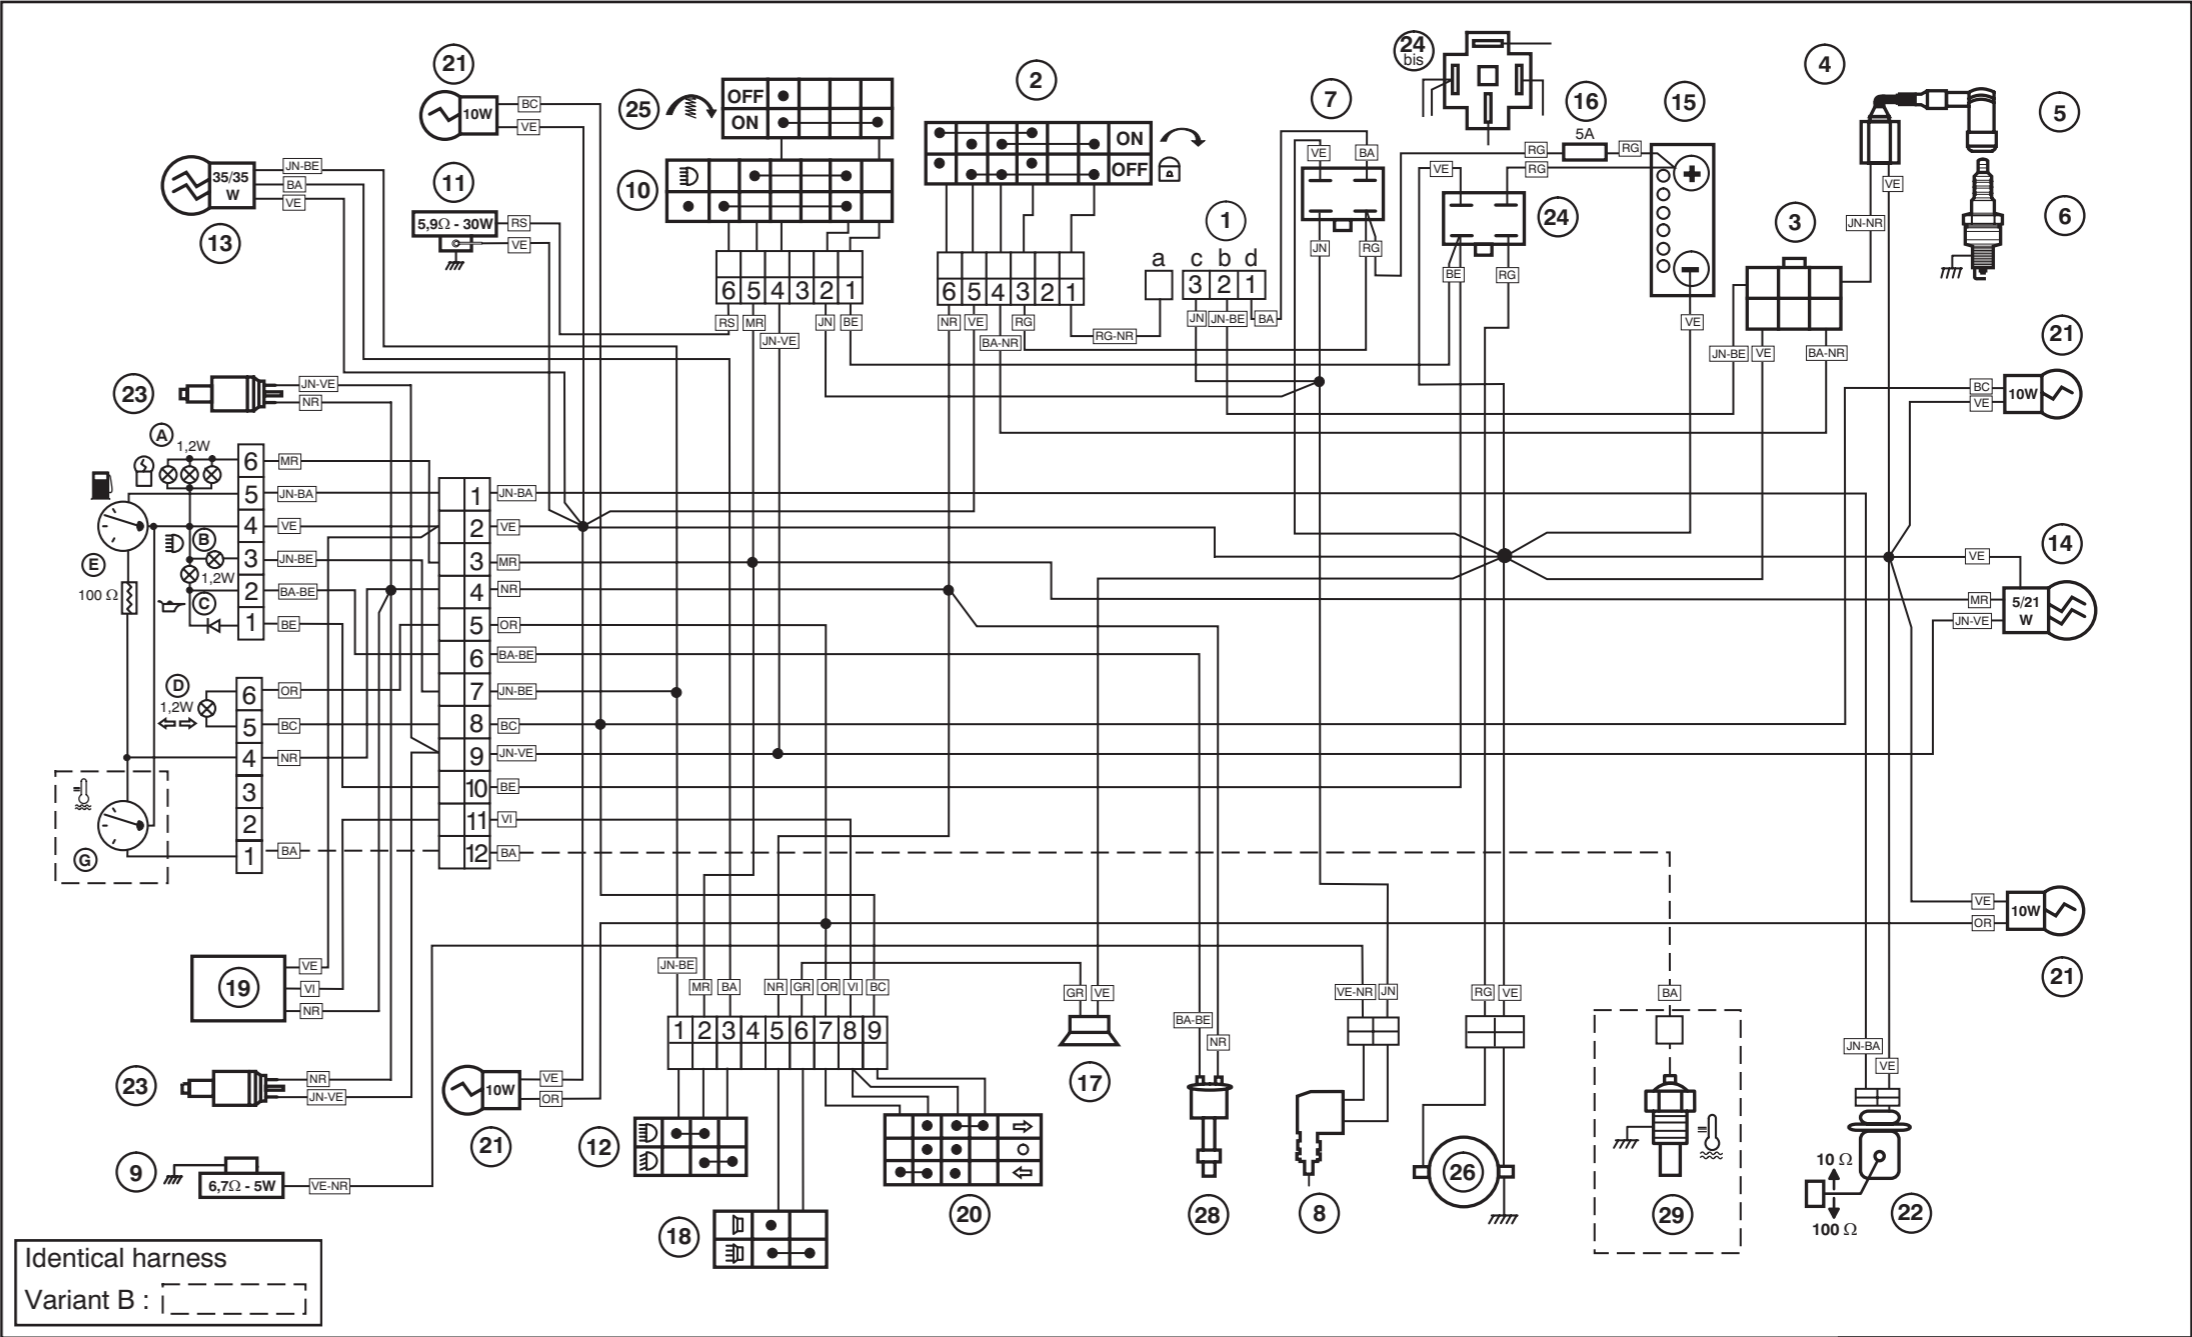 21
10W
BC
VE
13
35/35
W
JN-BE
BA
VE
11
5,9Ω - 30W
RS
VE
25
OFF
ON
10
6 5 4 3 2 1
RS MR JN-VE JN BE
2
ON
OFF
6 5 4 3 2 1
NR VE BA-NR RG
RG-NR
1
a c b d
3 2 1
JN JN-BE BA
7
VE BA
JN RG
24
bis
24
VE RG
BE RG
16
5A
RG RG
15
+
−
VE
4
5
6
VE
JN-NR
3
JN-BE VE BA-NR
21
BC
VE
10W
14
VE
MR
JN-VE
5/21
W
23
JN-VE
NR
A
1,2W
B
1,2W
C
E
100 Ω
6 MR
5 JN-BA
4 VE
3 JN-BE
2 BA-BE
1 BE
D
1,2W
6 OR
5 BC
4 NR
3
2
1 BA
G
1 JN-BA
2 VE
3 MR
4 NR
5 OR
6 BA-BE
7 JN-BE
8 BC
9 JN-VE
10 BE
11 VI
12 BA
19
VE
VI
NR
23
NR
JN-VE
9
6,7Ω - 5W
VE-NR
21
10W
VE
OR
JN-BE
MR BA NR GR OR VI BC
1 2 3 4 5 6 7 8 9
12
18
20
GR VE
17
BA-BE
NR
28
VE-NR JN
8
RG VE
26
BA
29
JN-BA
VE
10 Ω
100 Ω
22
VE
OR
10W
21
Identical harness
Variant B :